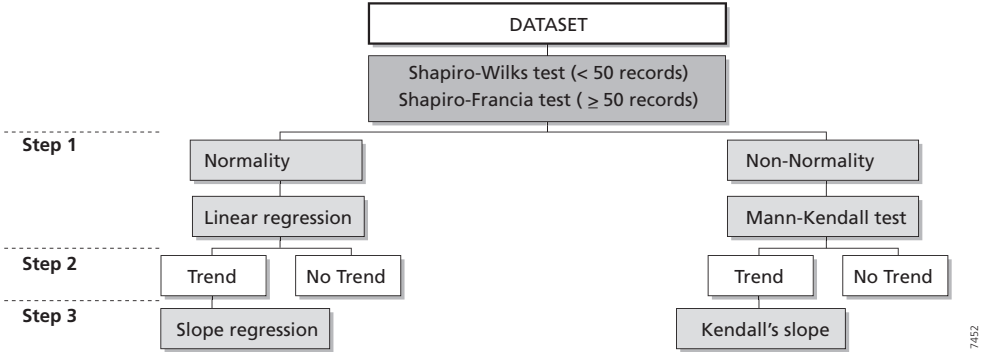 DATASET
Shapiro-Wilks test (< 50 records)
Shapiro-Francia test ( ≥ 50 records)
Step 1
Normality
Non-Normality
Linear regression
Mann-Kendall test
Step 2
Trend
No Trend
Trend
No Trend
Step 3
Slope regression
Kendall's slope
7452